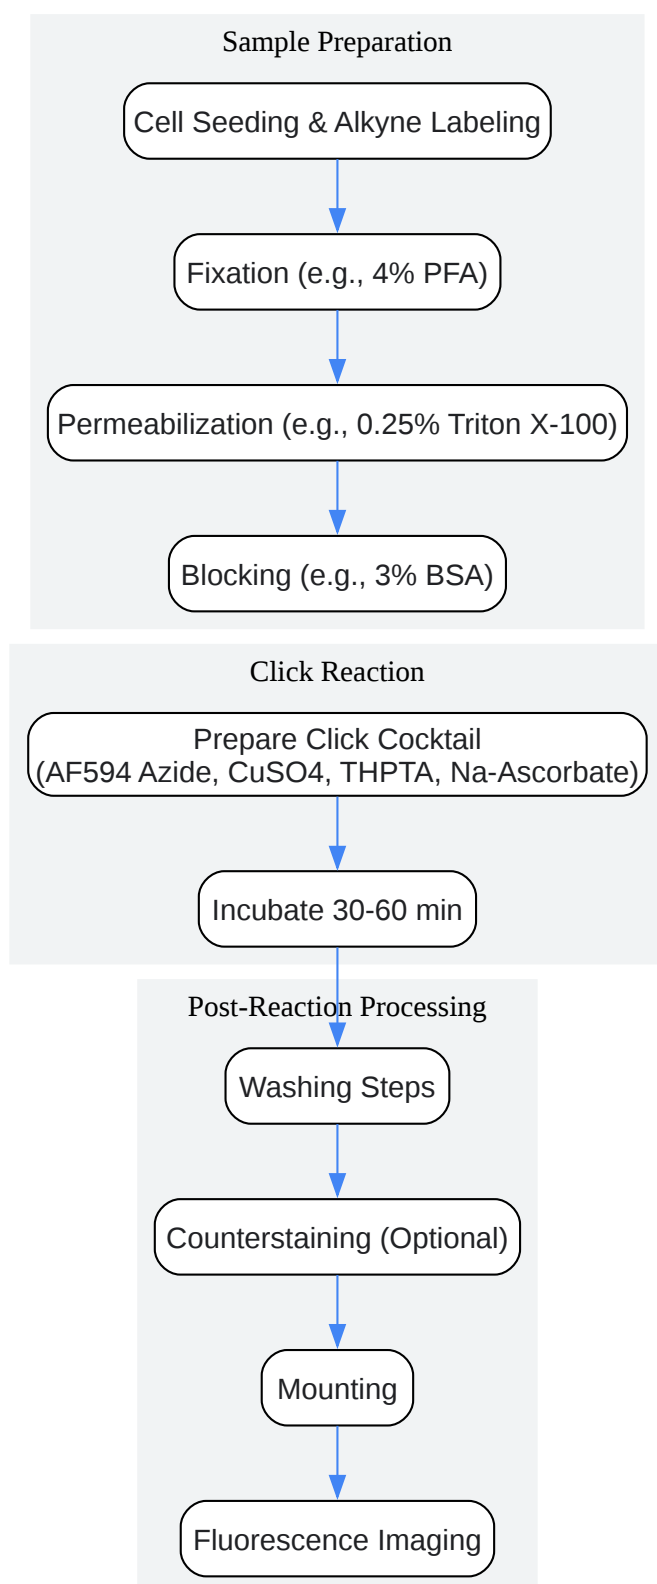 Sample Preparation
Cell Seeding & Alkyne Labeling
Fixation (e.g., 4% PFA)
Permeabilization (e.g., 0.25% Triton X-100)
Blocking (e.g., 3% BSA)
Click Reaction
Prepare Click Cocktail
(AF594 Azide, CuSO4, THPTA, Na-Ascorbate)
Incubate 30-60 min
Post-Reaction Processing
Washing Steps
Counterstaining (Optional)
Mounting
Fluorescence Imaging